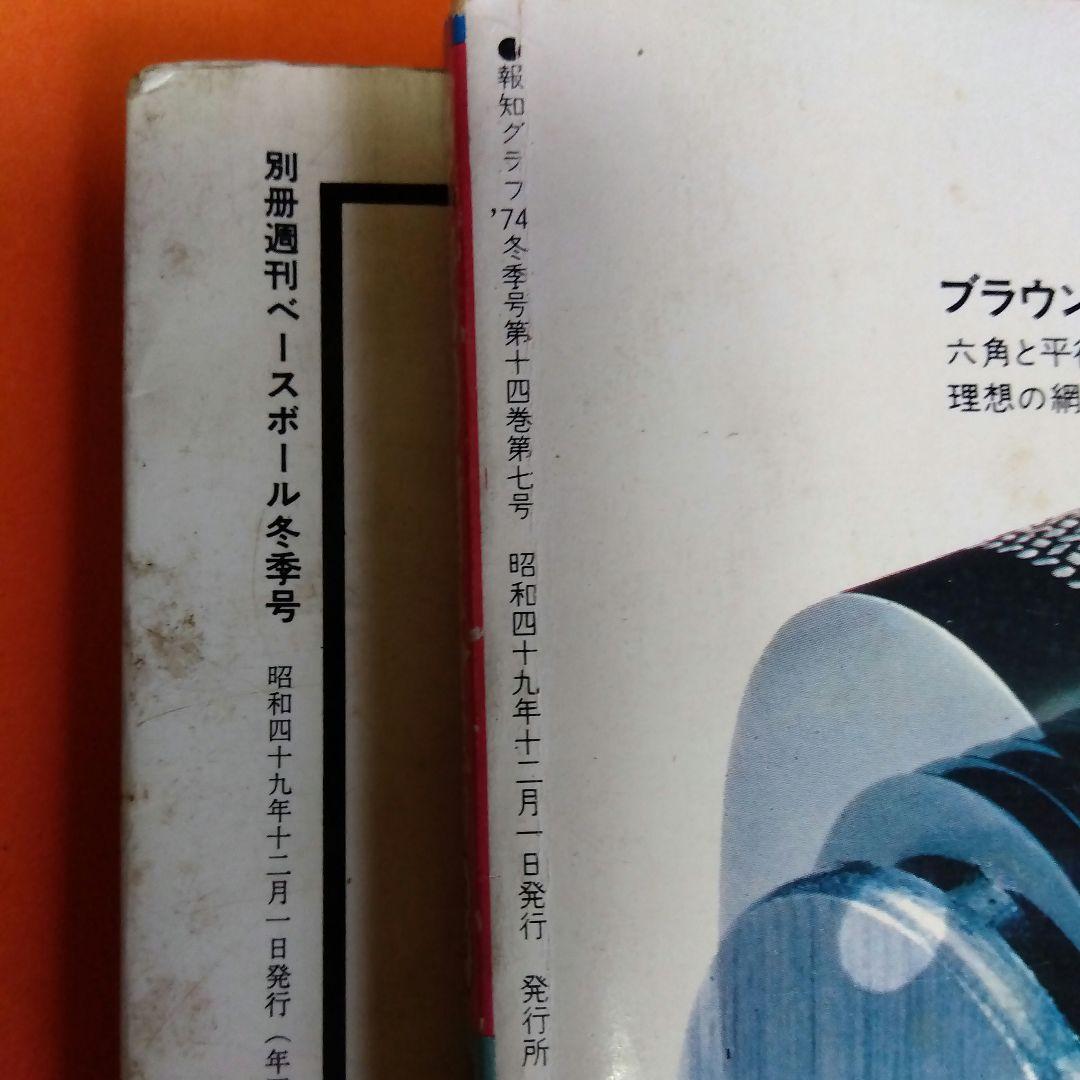 別冊週刊ベースボール冬季号 昭和四十九年十二月一日発行（年
●報知グラフ'74冬季号第十四巻第七号 昭和四十九年十二月一日発行 発行所
ブラウン
六角と平
理想の網